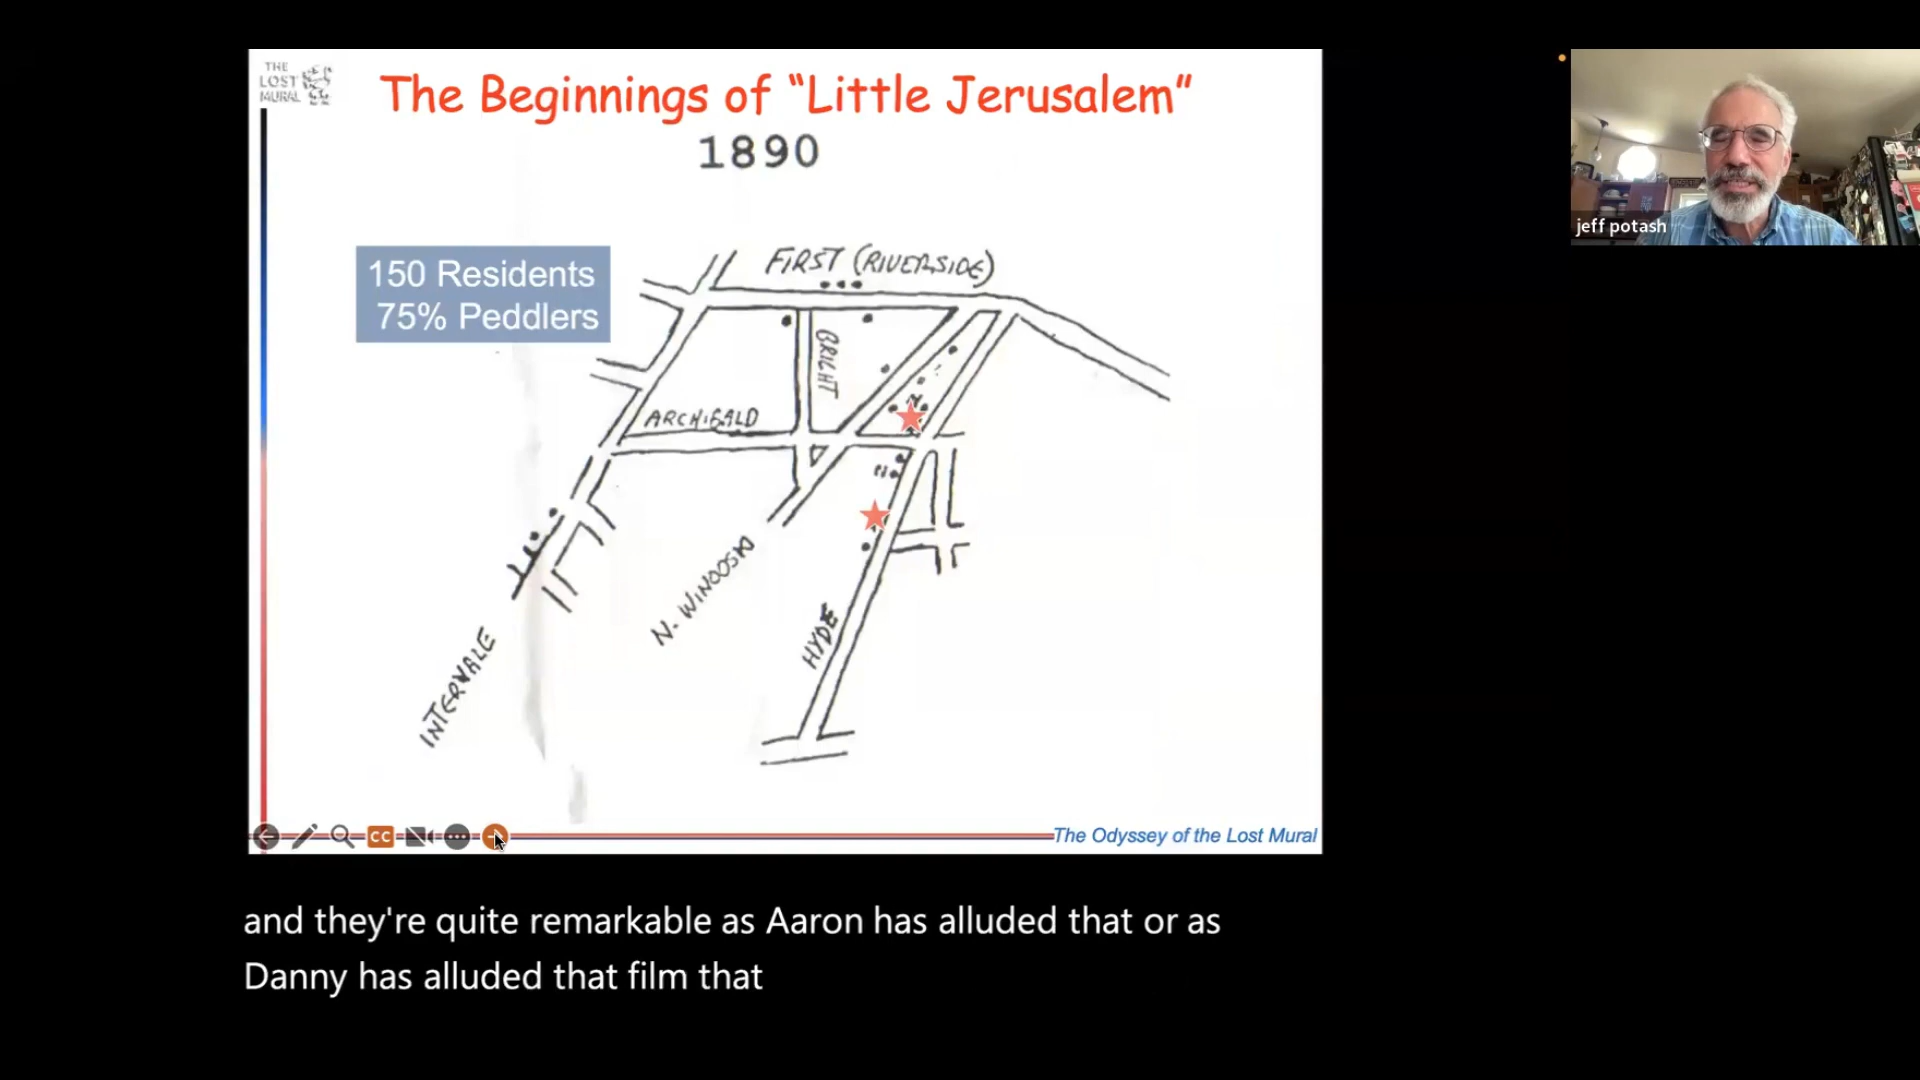 THE
LOST
MURAL
The Beginnings of “Little Jerusalem”
1890
150 Residents
75% Peddlers
FIRST (RIVERSIDE)
BRIGHT
ARCHIBALD
N. WINOOSKI
HYDE
INTERVALE
CC
The Odyssey of the Lost Mural
jeff potash
and they're quite remarkable as Aaron has alluded that or as
Danny has alluded that film that